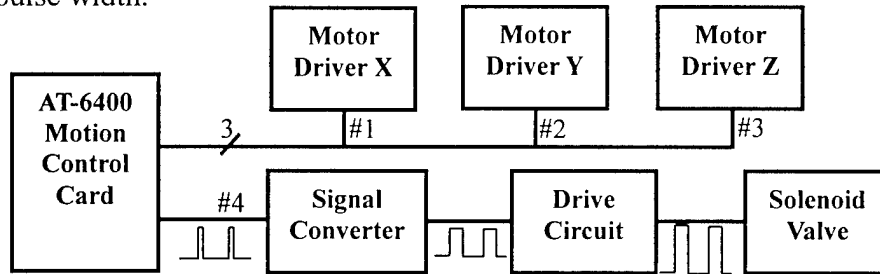 pulse width.
Motor
Driver X
Motor
Driver Y
Motor
Driver Z
AT-6400
Motion
Control
Card
3
#1
#2
#3
#4
Signal
Converter
Drive
Circuit
Solenoid
Valve